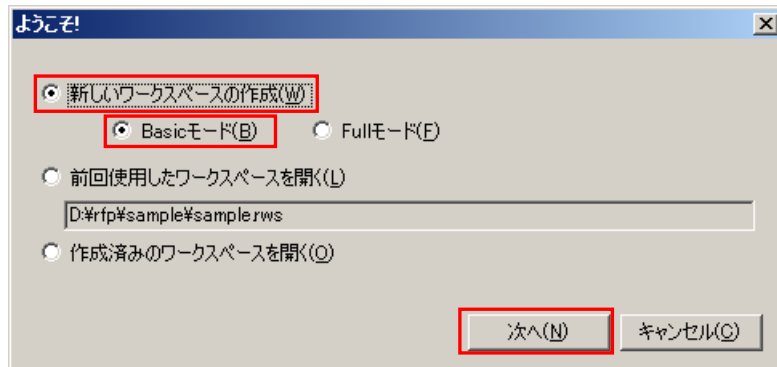 ようこそ!
新しいワークスペースの作成(W)
Basicモード(B) Fullモード(F)
前回使用したワークスペースを開く(L)
D:¥rfp¥sample¥sample.rws
作成済みのワークスペースを開く(O)
次へ(N) キャンセル(C)